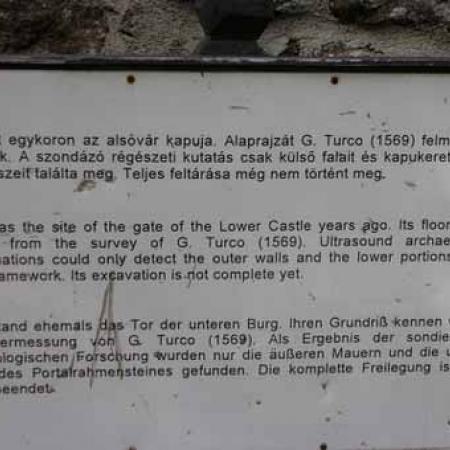 egykoron az alsóvár kapuja. Alaprajzát G. Turco (1569) felm
k. A szondázó régészeti kutatás csak külső falait és kapukeret
szeit találta meg. Teljes feltárása még nem történt meg.
as the site of the gate of the Lower Castle years ago. Its floor
from the survey of G. Turco (1569). Ultrasound archae
ations could only detect the outer walls and the lower portions
amework. Its excavation is not complete yet.
tand ehemals das Tor der unteren Burg. Ihren Grundriß kennen
ermessung von G. Turco (1569). Als Ergebnis der sondie
ologischen Forschung wurden nur die äußeren Mauern und die u
des Portalrahmensteines gefunden. Die komplette Freilegung is
beendet.